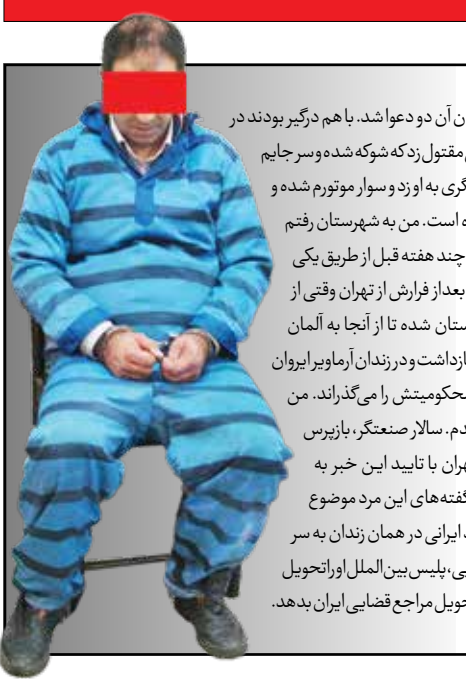 ن آن دو دعوا شد. با هم درگیر بودند در
مقتول زد که شوکه شده و سر جایم
گری به او زد و سوار موتورم شده و
ه است. من به شهرستان رفتم
چند هفته قبل از طریق یکی
بعداز فرارش از تهران وقتی از
ستان شده تا از آنجا به آلمان
ازداشت ودر زندان آرماویر ایروان
حکومیتش را می‌گذراند. من
دم. سالار صنعتگر، بازپرس
هران با تایید این خبر به
گفته‌های این مرد موضوع
ایرانی در همان زندان به سر
یی، پلیس بین‌الملل او را تحویل
حویل مراجع قضایی ایران بدهد.